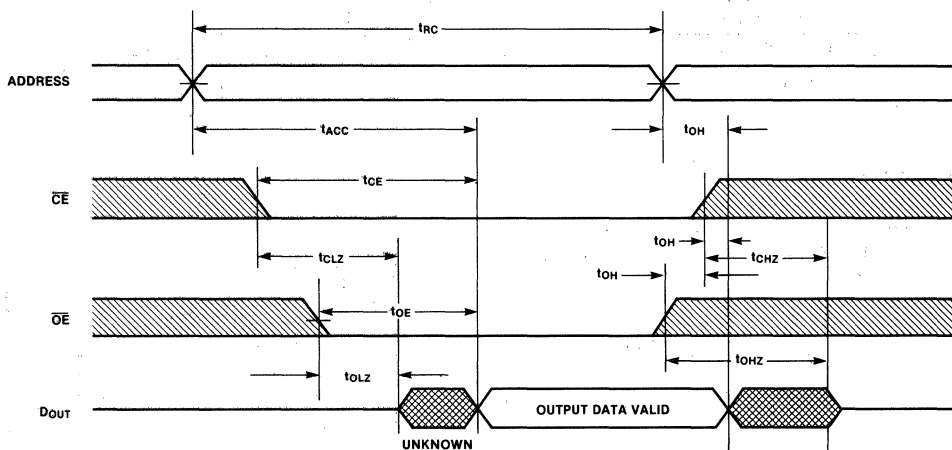 tRC
ADDRESS
tACC
tOH
tCE
CE
tOH
tCLZ
tCHZ
tOH
OE
tOE
tOHZ
tOLZ
DOUT
OUTPUT DATA VALID
UNKNOWN